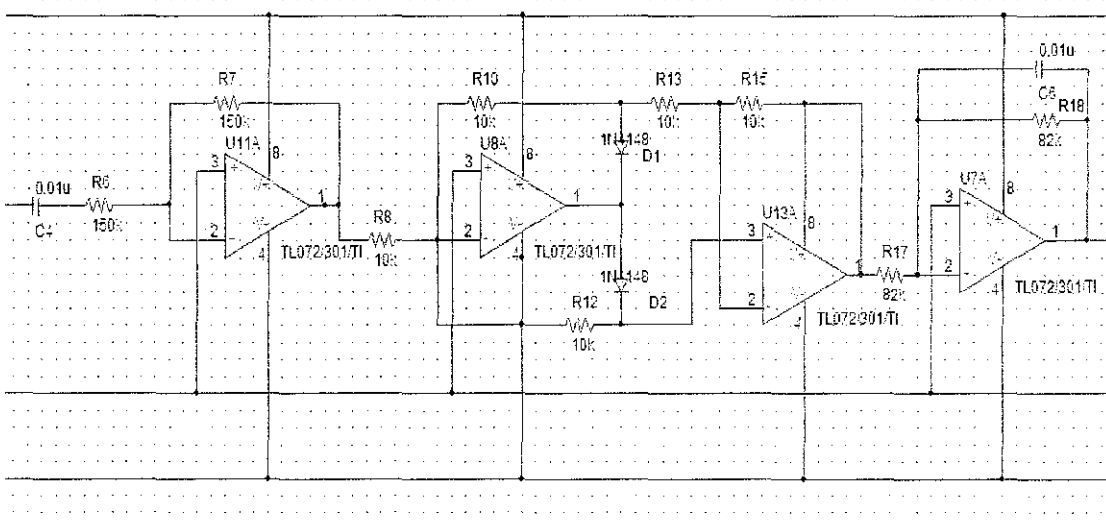 0.01u
C4
R6
150k
R7
150k
U11A
3
2
8
1
4
TL072/301/TI
R8
10k
R10
10k
U8A
3
2
8
1
4
TL072/301/TI
1N4148
D1
1N4148
D2
R12
10k
R13
10k
R15
10k
U13A
3
2
8
1
4
TL072/301/TI
R17
82k
0.01u
C6
R18
82k
U7A
3
2
8
1
4
TL072/301/TI